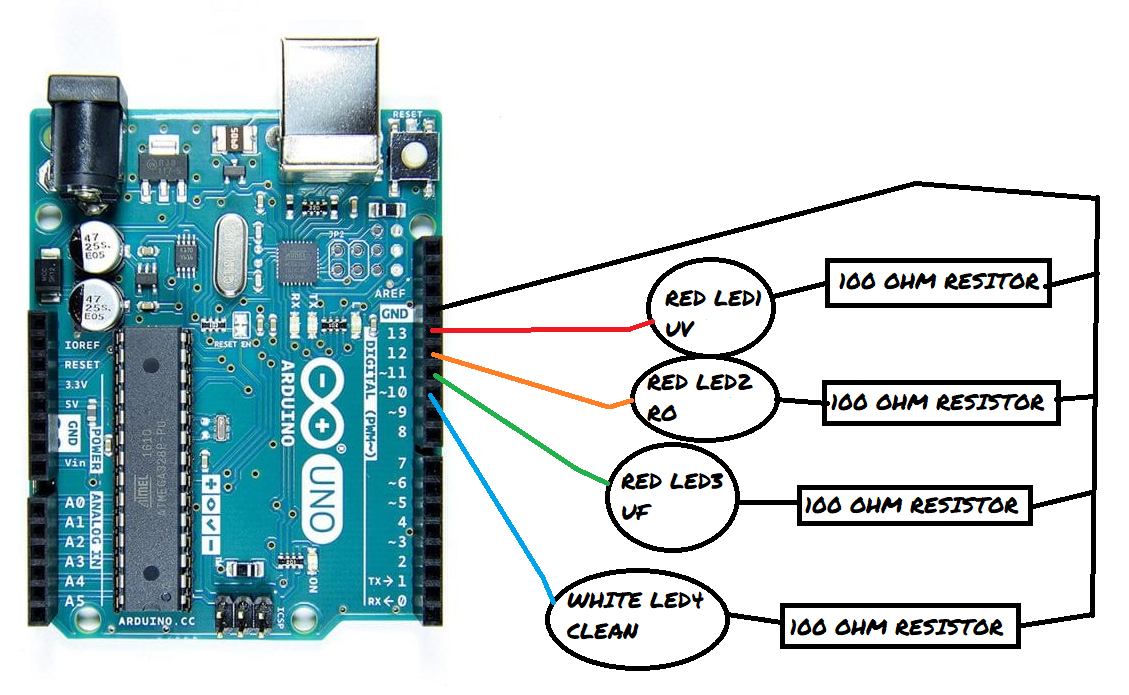 RESET
JP2
AREF
GND
13
12
~11
~10
~9
8
7
~6
~5
4
~3
2
TX→1
RX←0
DIGITAL (PWM~)
IOREF
RESET
3.3V
5V
GND
Vin
POWER
A0
A1
A2
A3
A4
A5
ANALOG IN
RESET EN
RX
TX
ARDUINO
UNO
ON
ICSP
ARDUINO.CC
47
25S.
E05
47
25S.
E05
ATMEL
1610
ATMEGA328P-PU
RED LED1
UV
100 OHM RESITOR
RED LED2
RO
100 OHM RESISTOR
RED LED3
UF
100 OHM RESISTOR
WHITE LED4
CLEAN
100 OHM RESISTOR